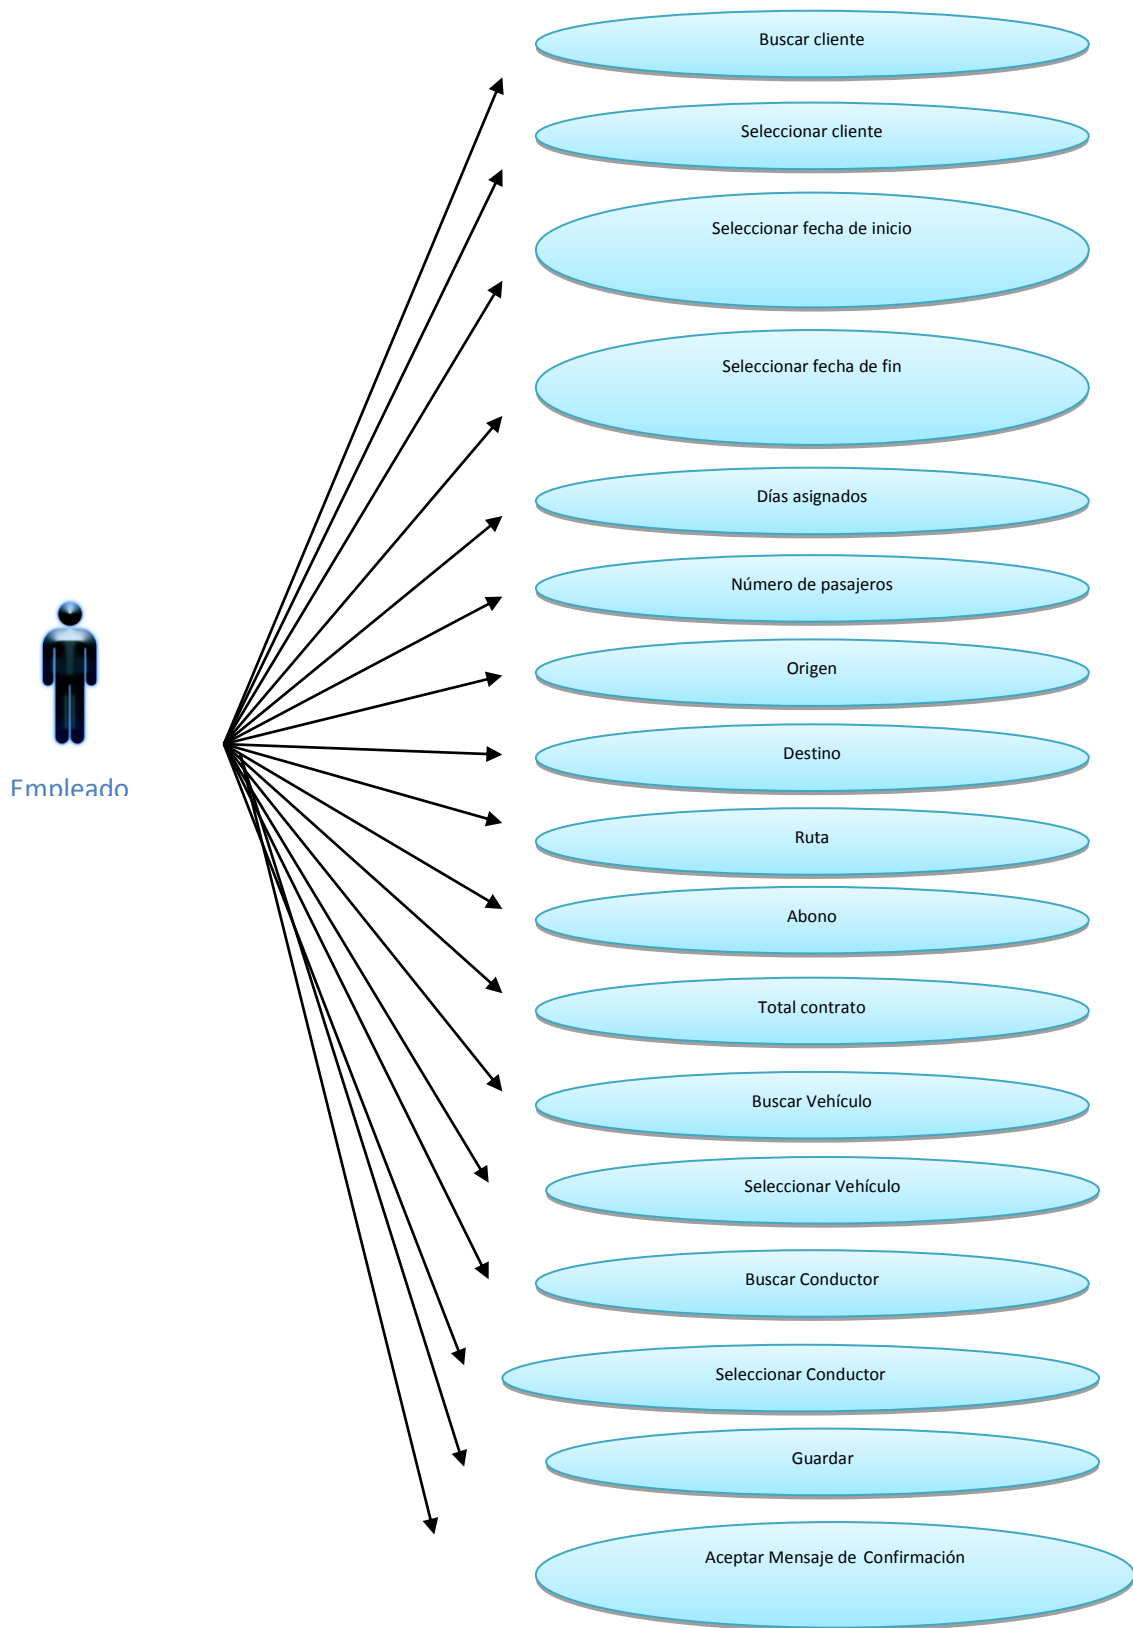 Buscar cliente
Seleccionar cliente
Seleccionar fecha de inicio
Seleccionar fecha de fin
Días asignados
Número de pasajeros
Origen
Destino
Empleado
Ruta
Abono
Total contrato
Buscar Vehículo
Seleccionar Vehículo
Buscar Conductor
Seleccionar Conductor
Guardar
Aceptar Mensaje de Confirmación